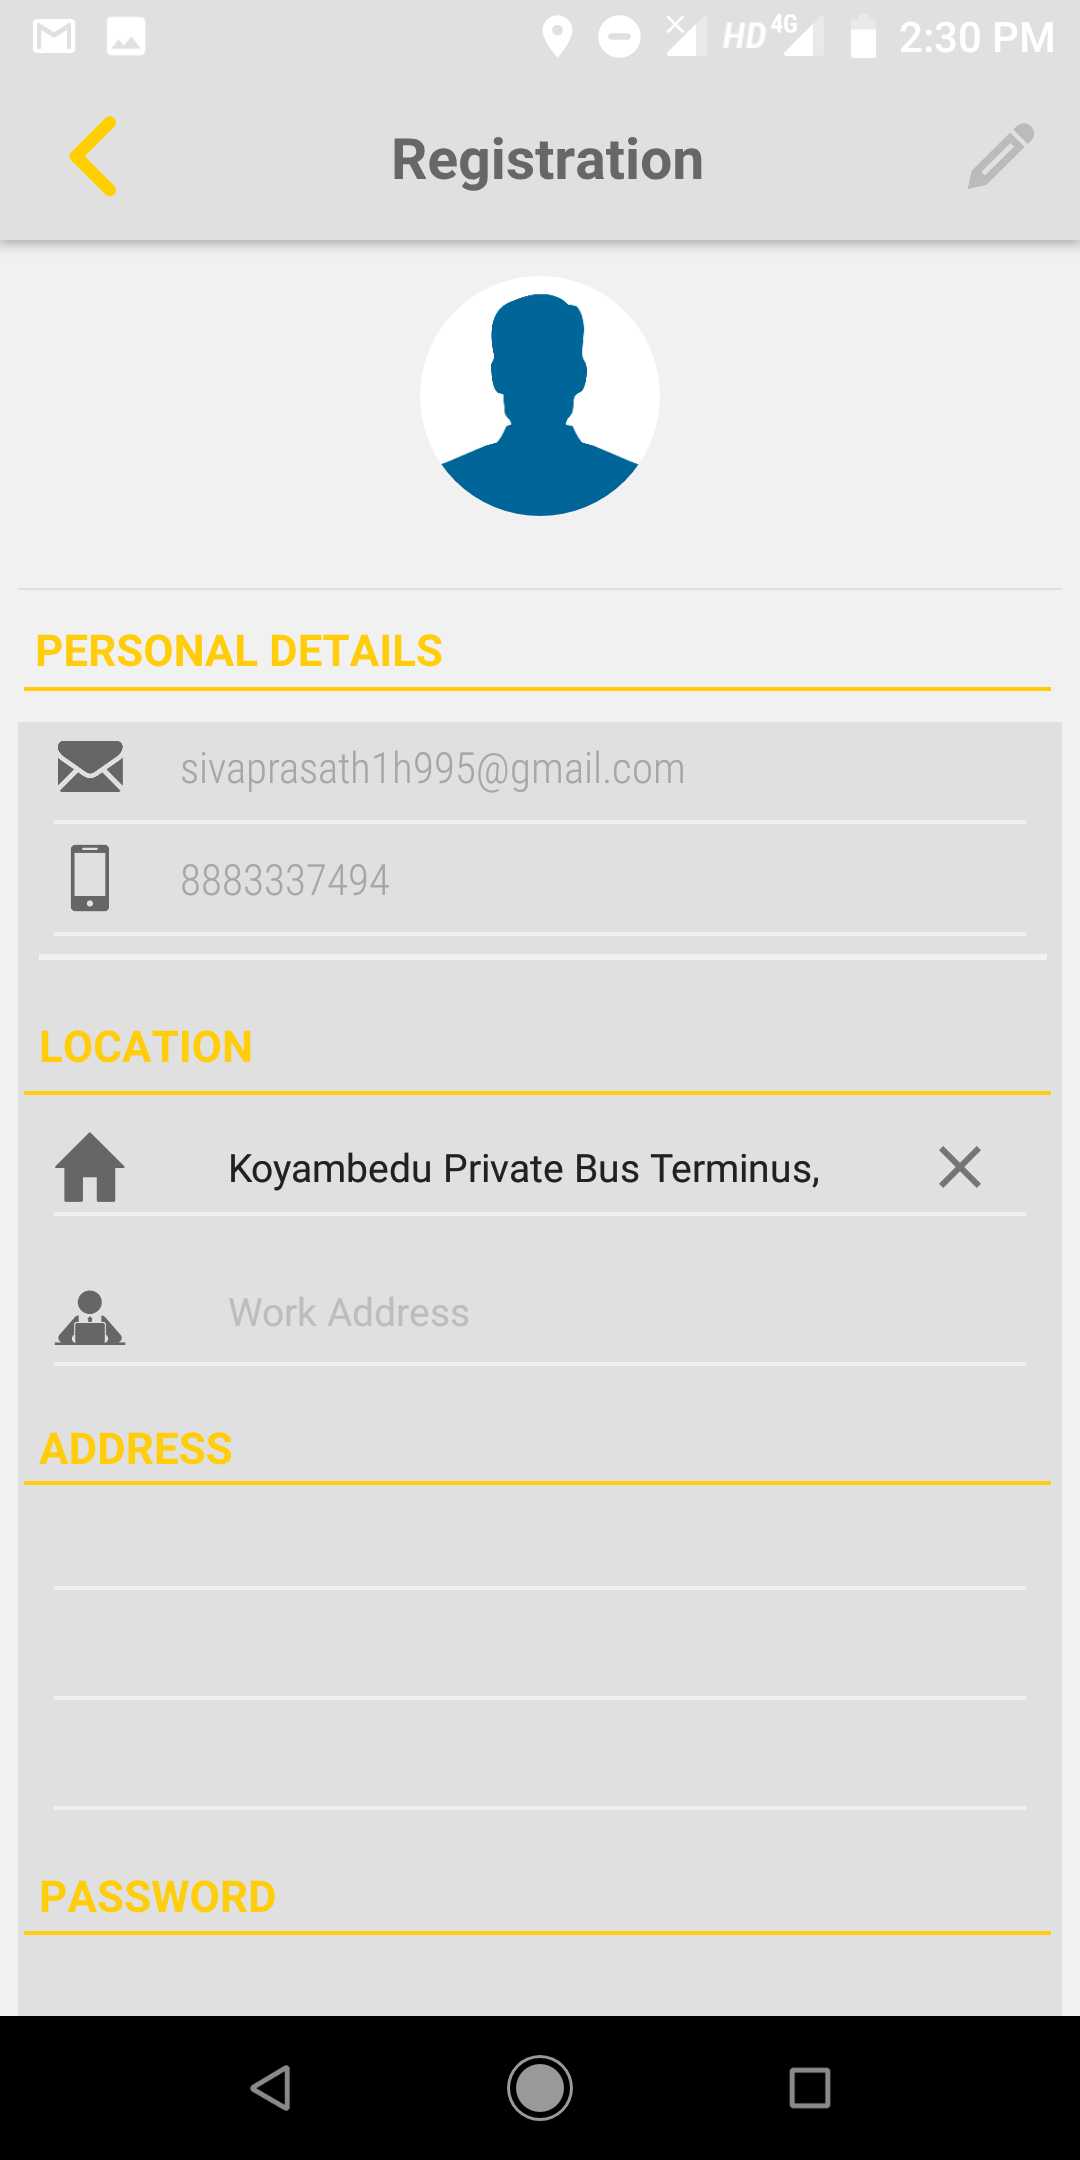 HD 4G 2:30 PM
Registration
PERSONAL DETAILS
sivaprasath1h995@gmail.com
8883337494
LOCATION
Koyambedu Private Bus Terminus,
Work Address
ADDRESS
PASSWORD